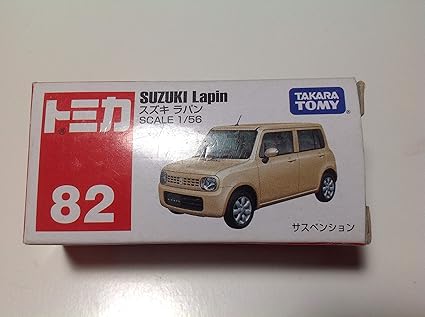 トミカ
82
SUZUKI Lapin
スズキ ラパン
SCALE 1/56
TAKARA
TOMY
サスペンション